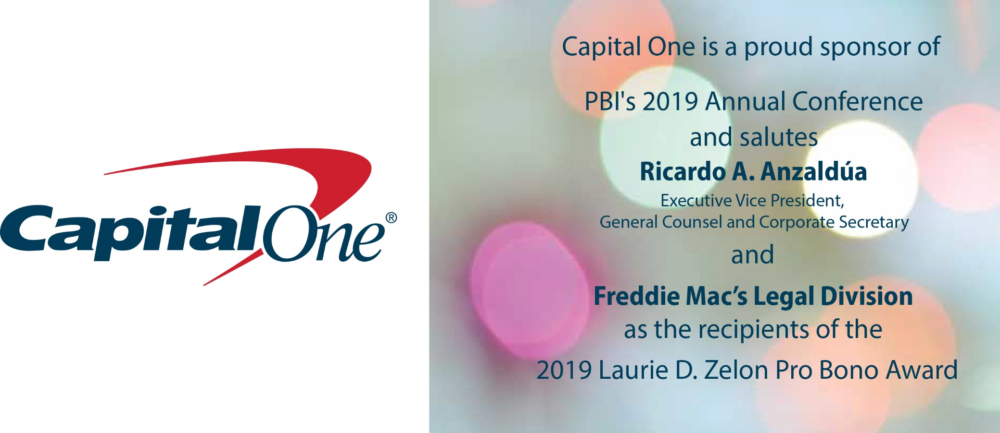 CapitalOne®
Capital One is a proud sponsor of
PBI's 2019 Annual Conference
and salutes
Ricardo A. Anzaldúa
Executive Vice President,
General Counsel and Corporate Secretary
and
Freddie Mac’s Legal Division
as the recipients of the
2019 Laurie D. Zelon Pro Bono Award